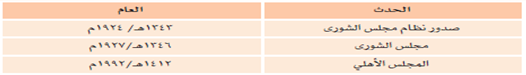 الحدث العام
صدور نظام مجلس الشورى ١٣٤٣هـ/ ١٩٢٤م
مجلس الشورى ١٣٤٦هـ/١٩٢٧م
المجلس الأهلي ١٤١٢هـ/١٩٩٢م